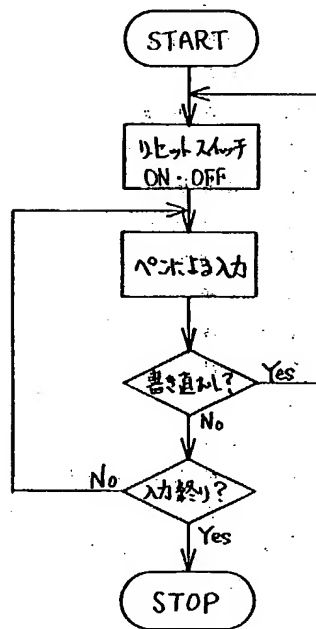 START
リセットスイッチ
ON・OFF
ペンによる入力
書き直し?
Yes
No
入力終り?
No
Yes
STOP